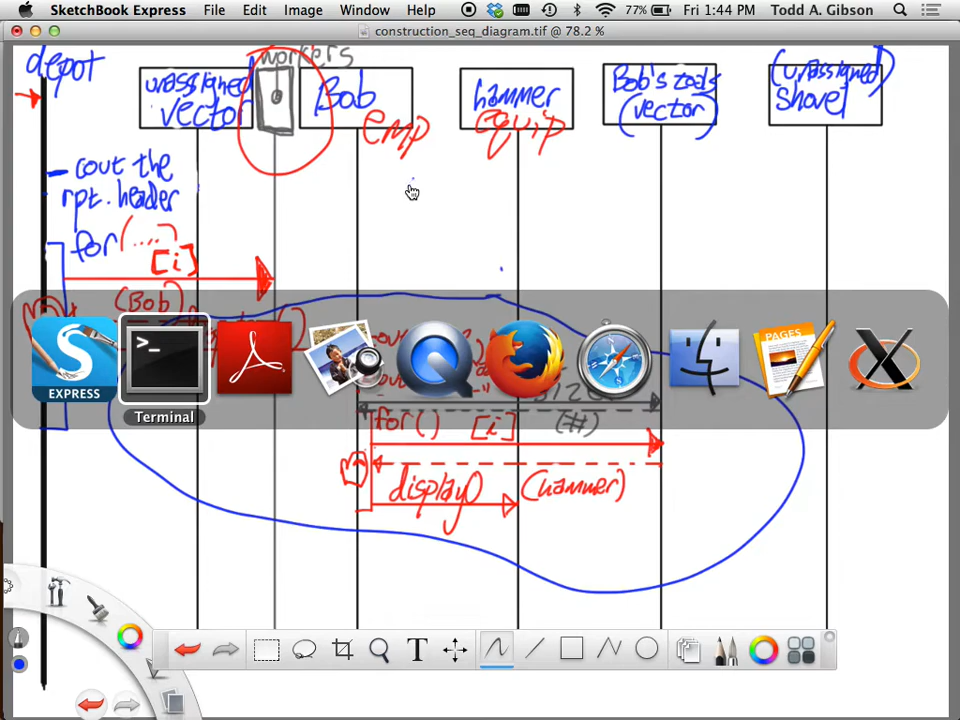 SketchBook Express File Edit Image Window Help 77% Fri 1:44 PM Todd A. Gibson
construction_seq_diagram.tif @ 78.2 %
depot
workers
unassigned
vector
Bob
emp
hammer
equip
Bob's tools
(vector)
(unassigned)
shovel
- cout the
rpt. header
for(....)
[i]
(Bob)
EXPRESS
>_
PAGES
Terminal
for() [i] (#)
display() (hammer)
T